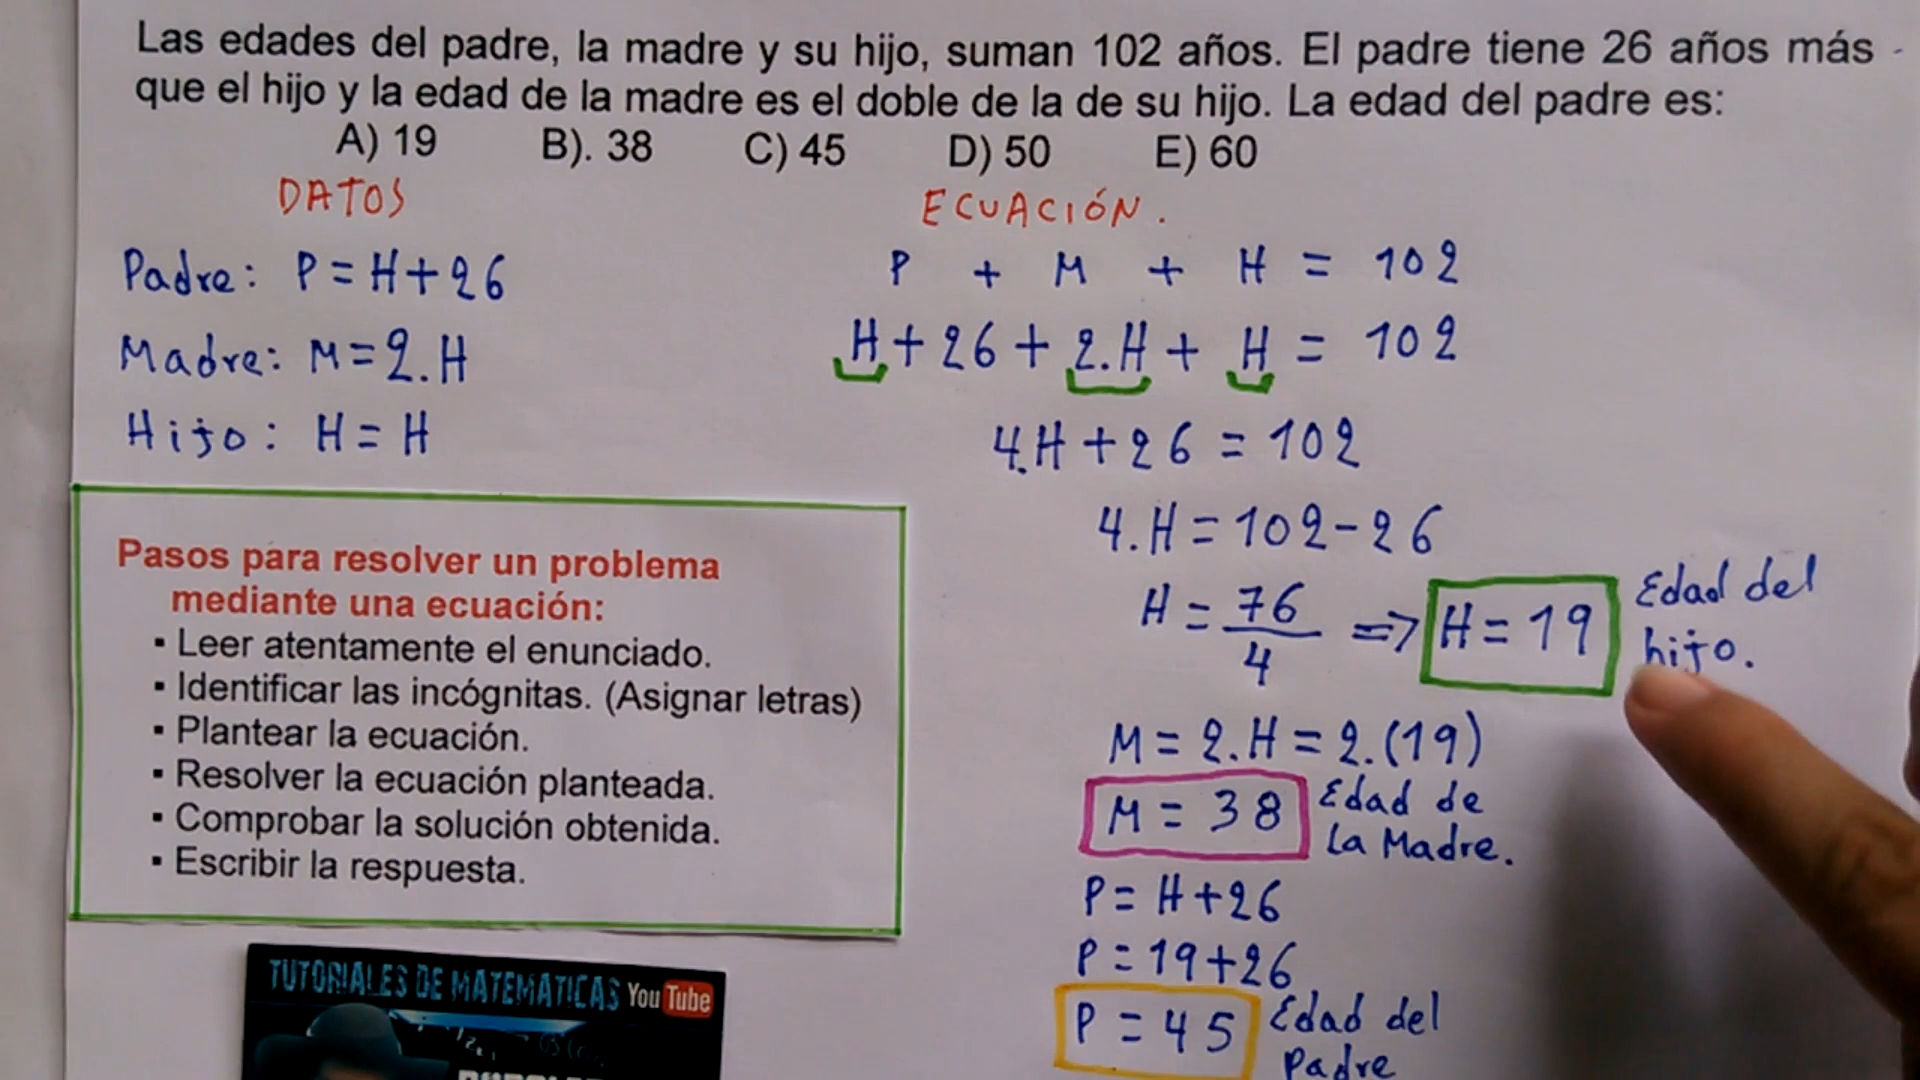 Las edades del padre, la madre y su hijo, suman 102 años. El padre tiene 26 años más
que el hijo y la edad de la madre es el doble de la de su hijo. La edad del padre es:
A) 19 B). 38 C) 45 D) 50 E) 60
DATOS
Padre: P = H + 26
Madre: M = 2.H
Hijo: H = H
ECUACIÓN.
P + M + H = 102
H + 26 + 2.H + H = 102
4.H + 26 = 102
4.H = 102 - 26
H = 76/4 => H = 19 Edad del
hijo.
M = 2.H = 2.(19)
M = 38 Edad de
la Madre.
P = H + 26
P = 19 + 26
P = 45 Edad del
Padre
Pasos para resolver un problema
mediante una ecuación:
▪ Leer atentamente el enunciado.
▪ Identificar las incógnitas. (Asignar letras)
▪ Plantear la ecuación.
▪ Resolver la ecuación planteada.
▪ Comprobar la solución obtenida.
▪ Escribir la respuesta.
TUTORIALES DE MATEMÁTICAS YouTube